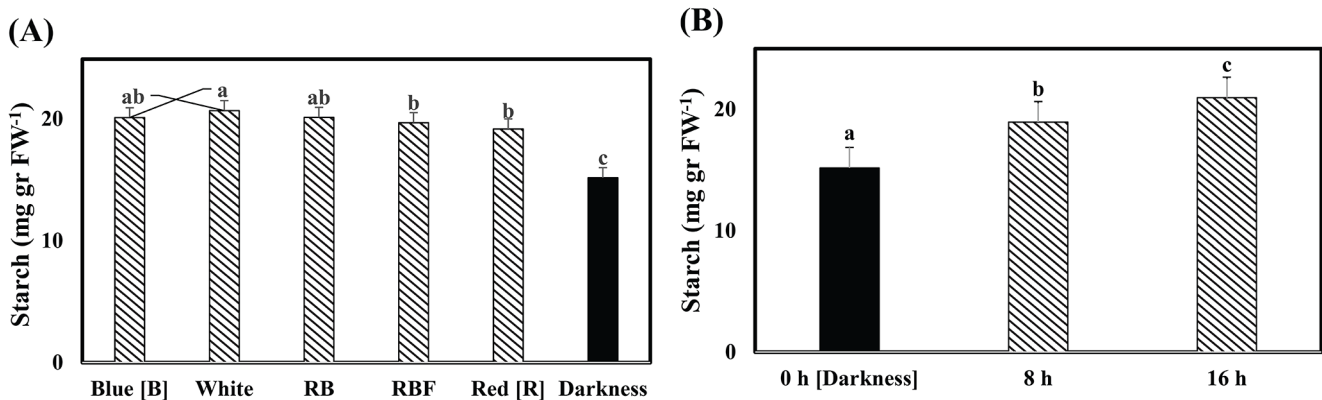 (A)
Starch (mg gr FW-1)
20
10
0
ab
a
ab
b
b
c
Blue [B] White RB RBF Red [R] Darkness
(B)
Starch (mg gr FW-1)
20
10
0
a
b
c
0 h [Darkness] 8 h 16 h